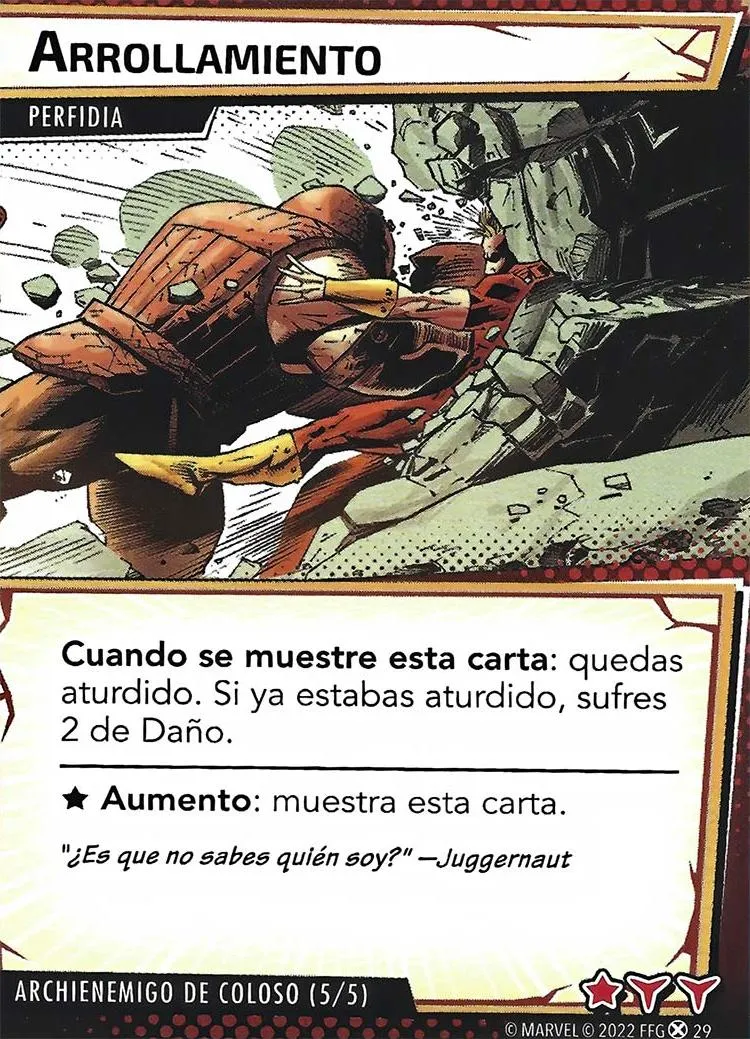 ARROLLAMIENTO
PERFIDIA
Cuando se muestre esta carta: quedas
aturdido. Si ya estabas aturdido, sufres
2 de Daño.
★ Aumento: muestra esta carta.
"¿Es que no sabes quién soy?" —Juggernaut
ARCHIENEMIGO DE COLOSO (5/5)
© MARVEL © 2022 FFG 29